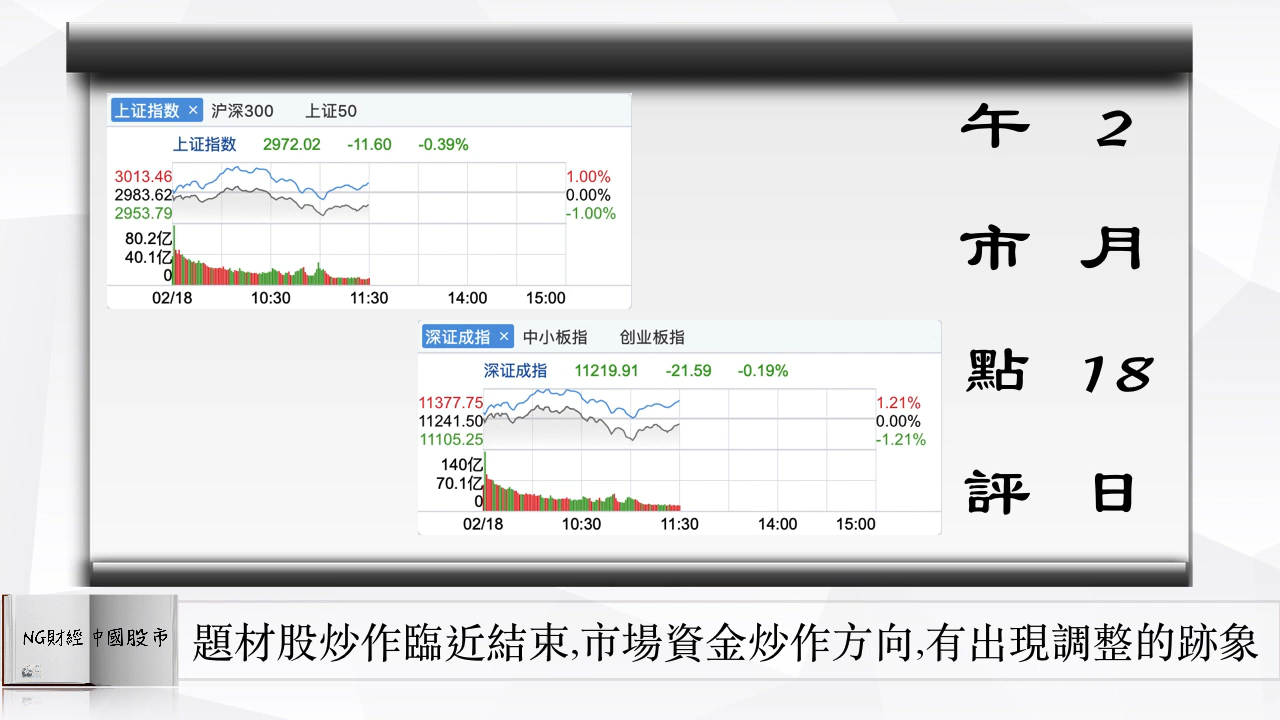 上证指数 × 沪深300 上证50
上证指数 2972.02 -11.60 -0.39%
3013.46 1.00%
2983.62 0.00%
2953.79 -1.00%
80.2亿
40.1亿
0
02/18 10:30 11:30 14:00 15:00
深证成指 × 中小板指 创业板指
深证成指 11219.91 -21.59 -0.19%
11377.75 1.21%
11241.50 0.00%
11105.25 -1.21%
140亿
70.1亿
0
02/18 10:30 11:30 14:00 15:00
2月18日
午市點評
NG財經 中國股市
題材股炒作臨近結束,市場資金炒作方向,有出現調整的跡象